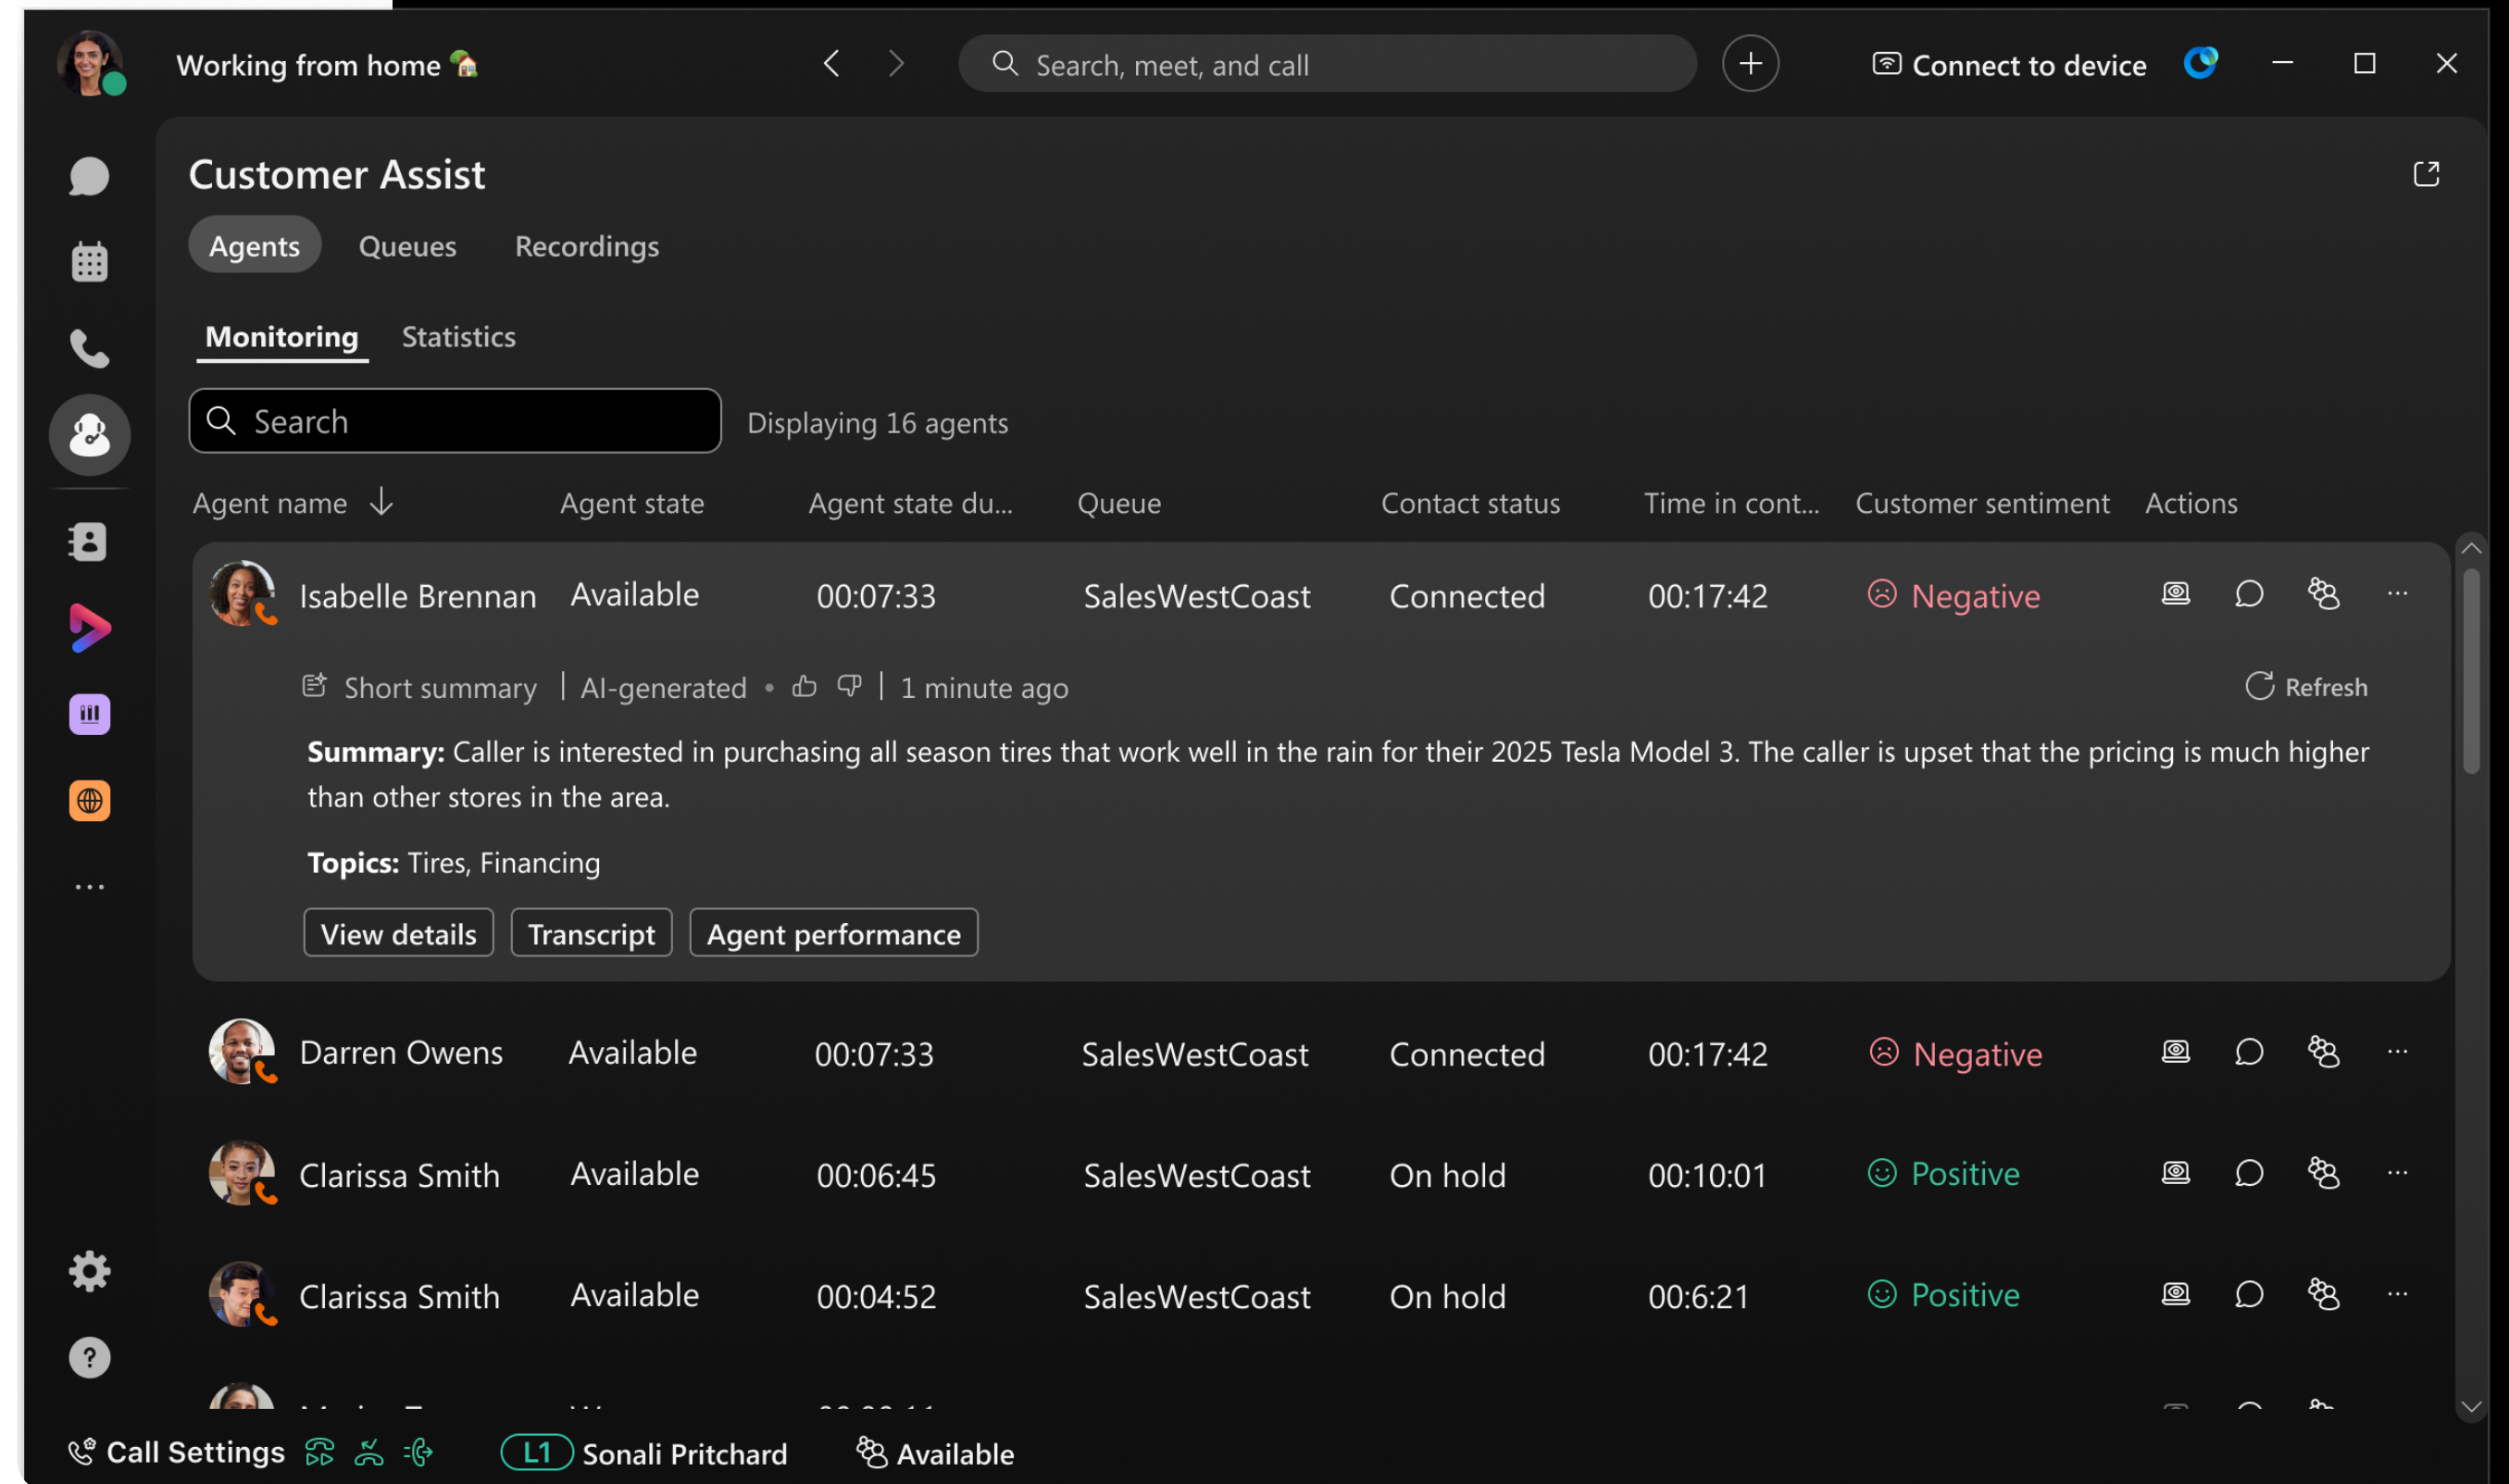 Working from home
Search, meet, and call
Connect to device
Customer Assist
Agents Queues Recordings
Monitoring Statistics
Search Displaying 16 agents
Agent name Agent state Agent state du... Queue Contact status Time in cont... Customer sentiment Actions
Isabelle Brennan Available 00:07:33 SalesWestCoast Connected 00:17:42 Negative
Short summary | AI-generated • | 1 minute ago Refresh
Summary: Caller is interested in purchasing all season tires that work well in the rain for their 2025 Tesla Model 3. The caller is upset that the pricing is much higher
than other stores in the area.
Topics: Tires, Financing
View details Transcript Agent performance
Darren Owens Available 00:07:33 SalesWestCoast Connected 00:17:42 Negative
Clarissa Smith Available 00:06:45 SalesWestCoast On hold 00:10:01 Positive
Clarissa Smith Available 00:04:52 SalesWestCoast On hold 00:6:21 Positive
Call Settings L1 Sonali Pritchard Available